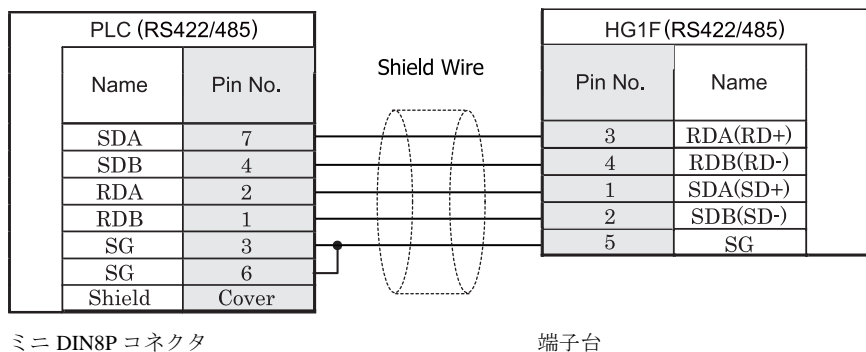 PLC (RS422/485)
HG1F(RS422/485)
Shield Wire
Name Pin No.
Pin No. Name
SDA 7
3 RDA(RD+)
SDB 4
4 RDB(RD-)
RDA 2
1 SDA(SD+)
RDB 1
2 SDB(SD-)
SG 3
5 SG
SG 6
Shield Cover
ミニ DIN8P コネクタ
端子台